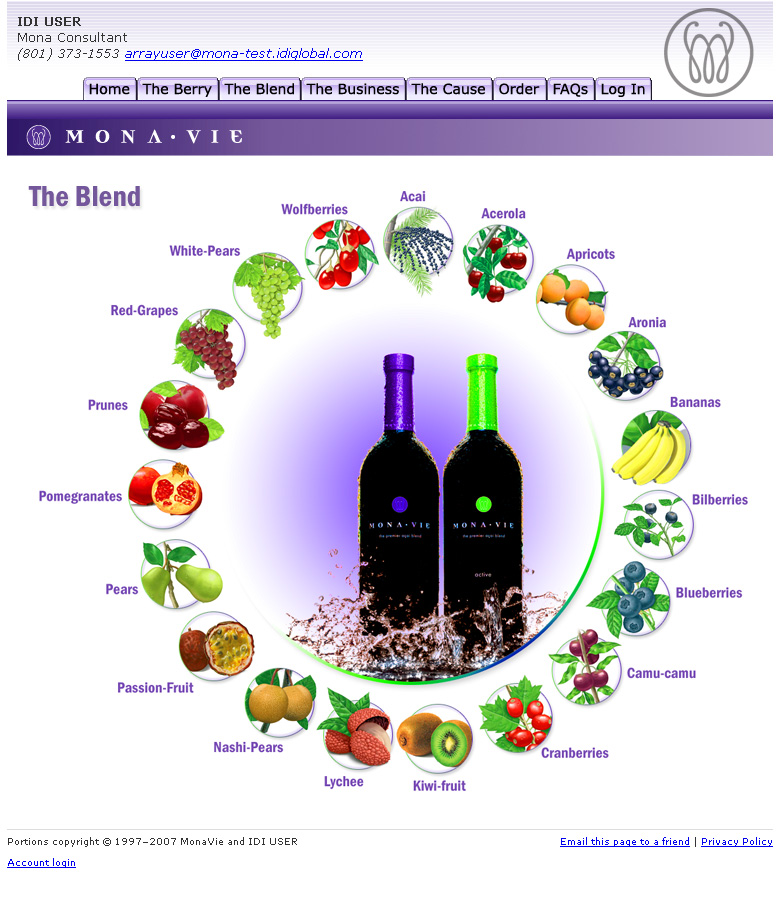 IDI USER
Mona Consultant
(801) 373-1553 arrayuser@mona-test.idiglobal.com
Home The Berry The Blend The Business The Cause Order FAQs Log In
MONA·VIE
The Blend
Acai
Wolfberries
Acerola
White-Pears
Apricots
Red-Grapes
Aronia
Prunes
Bananas
Pomegranates
Bilberries
MONA·VIE
the premier açai blend
MONA·VIE
the premier açai blend
active
Pears
Blueberries
Passion-Fruit
Camu-camu
Nashi-Pears
Cranberries
Lychee
Kiwi-fruit
Portions copyright © 1997–2007 MonaVie and IDI USER
Email this page to a friend | Privacy Policy
Account login